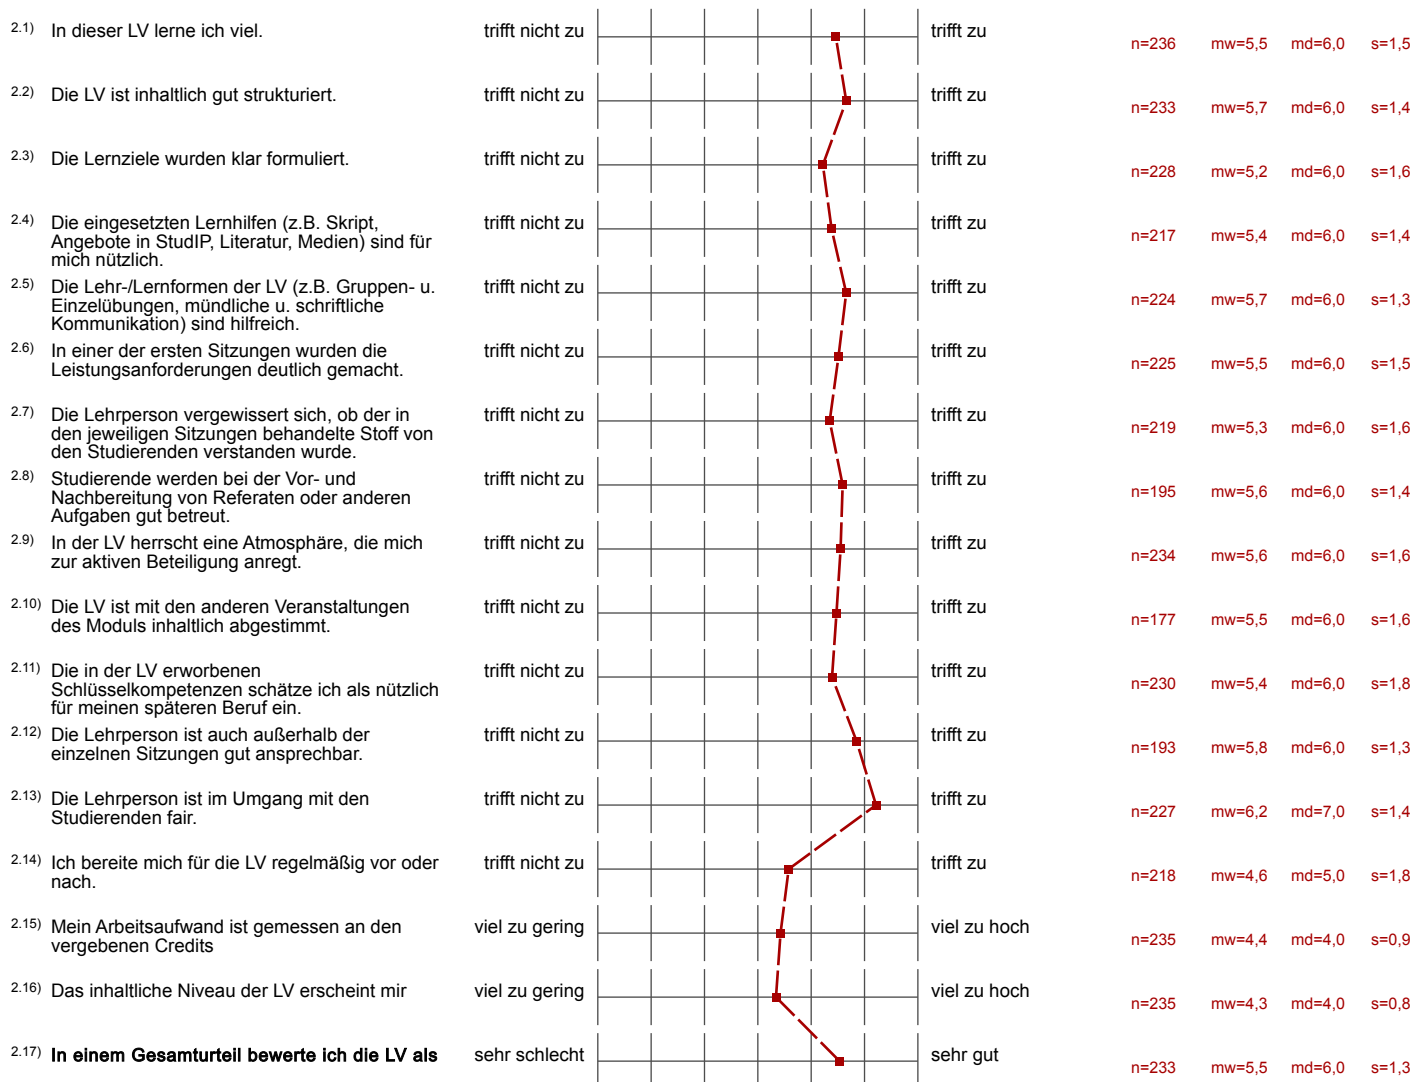 2.1) In dieser LV lerne ich viel. trifft nicht zu trifft zu n=236 mw=5,5 md=6,0 s=1,5
2.2) Die LV ist inhaltlich gut strukturiert. trifft nicht zu trifft zu n=233 mw=5,7 md=6,0 s=1,4
2.3) Die Lernziele wurden klar formuliert. trifft nicht zu trifft zu n=228 mw=5,2 md=6,0 s=1,6
2.4) Die eingesetzten Lernhilfen (z.B. Skript, trifft nicht zu trifft zu n=217 mw=5,4 md=6,0 s=1,4
Angebote in StudIP, Literatur, Medien) sind für
mich nützlich.
2.5) Die Lehr-/Lernformen der LV (z.B. Gruppen- u. trifft nicht zu trifft zu n=224 mw=5,7 md=6,0 s=1,3
Einzelübungen, mündliche u. schriftliche
Kommunikation) sind hilfreich.
2.6) In einer der ersten Sitzungen wurden die trifft nicht zu trifft zu n=225 mw=5,5 md=6,0 s=1,5
Leistungsanforderungen deutlich gemacht.
2.7) Die Lehrperson vergewissert sich, ob der in trifft nicht zu trifft zu n=219 mw=5,3 md=6,0 s=1,6
den jeweiligen Sitzungen behandelte Stoff von
den Studierenden verstanden wurde.
2.8) Studierende werden bei der Vor- und trifft nicht zu trifft zu n=195 mw=5,6 md=6,0 s=1,4
Nachbereitung von Referaten oder anderen
Aufgaben gut betreut.
2.9) In der LV herrscht eine Atmosphäre, die mich trifft nicht zu trifft zu n=234 mw=5,6 md=6,0 s=1,6
zur aktiven Beteiligung anregt.
2.10) Die LV ist mit den anderen Veranstaltungen trifft nicht zu trifft zu n=177 mw=5,5 md=6,0 s=1,6
des Moduls inhaltlich abgestimmt.
2.11) Die in der LV erworbenen trifft nicht zu trifft zu n=230 mw=5,4 md=6,0 s=1,8
Schlüsselkompetenzen schätze ich als nützlich
für meinen späteren Beruf ein.
2.12) Die Lehrperson ist auch außerhalb der trifft nicht zu trifft zu n=193 mw=5,8 md=6,0 s=1,3
einzelnen Sitzungen gut ansprechbar.
2.13) Die Lehrperson ist im Umgang mit den trifft nicht zu trifft zu n=227 mw=6,2 md=7,0 s=1,4
Studierenden fair.
2.14) Ich bereite mich für die LV regelmäßig vor oder trifft nicht zu trifft zu n=218 mw=4,6 md=5,0 s=1,8
nach.
2.15) Mein Arbeitsaufwand ist gemessen an den viel zu gering viel zu hoch n=235 mw=4,4 md=4,0 s=0,9
vergebenen Credits
2.16) Das inhaltliche Niveau der LV erscheint mir viel zu gering viel zu hoch n=235 mw=4,3 md=4,0 s=0,8
2.17) In einem Gesamturteil bewerte ich die LV als sehr schlecht sehr gut n=233 mw=5,5 md=6,0 s=1,3